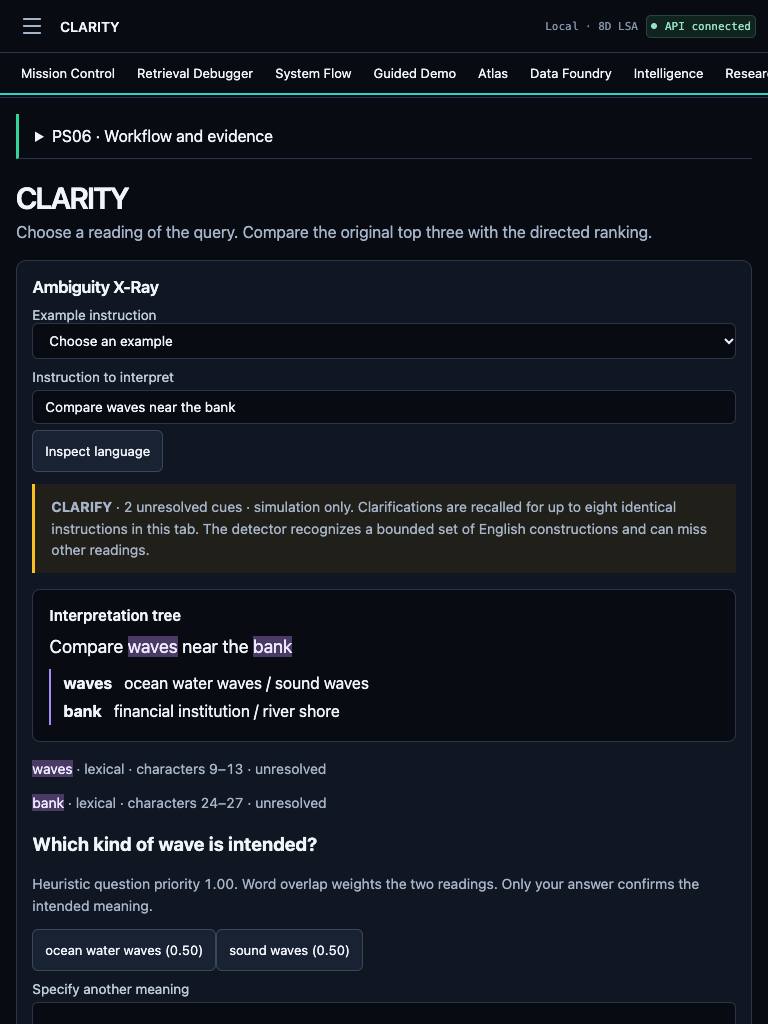 CLARITY
Local · 8D LSA
● API connected
Mission Control
Retrieval Debugger
System Flow
Guided Demo
Atlas
Data Foundry
Intelligence
Resear
▶ PS06 · Workflow and evidence
CLARITY
Choose a reading of the query. Compare the original top three with the directed ranking.
Ambiguity X-Ray
Example instruction
Choose an example
Instruction to interpret
Compare waves near the bank
Inspect language
CLARIFY · 2 unresolved cues · simulation only. Clarifications are recalled for up to eight identical
instructions in this tab. The detector recognizes a bounded set of English constructions and can miss
other readings.
Interpretation tree
Compare waves near the bank
waves ocean water waves / sound waves
bank financial institution / river shore
waves · lexical · characters 9–13 · unresolved
bank · lexical · characters 24–27 · unresolved
Which kind of wave is intended?
Heuristic question priority 1.00. Word overlap weights the two readings. Only your answer confirms the
intended meaning.
ocean water waves (0.50)
sound waves (0.50)
Specify another meaning